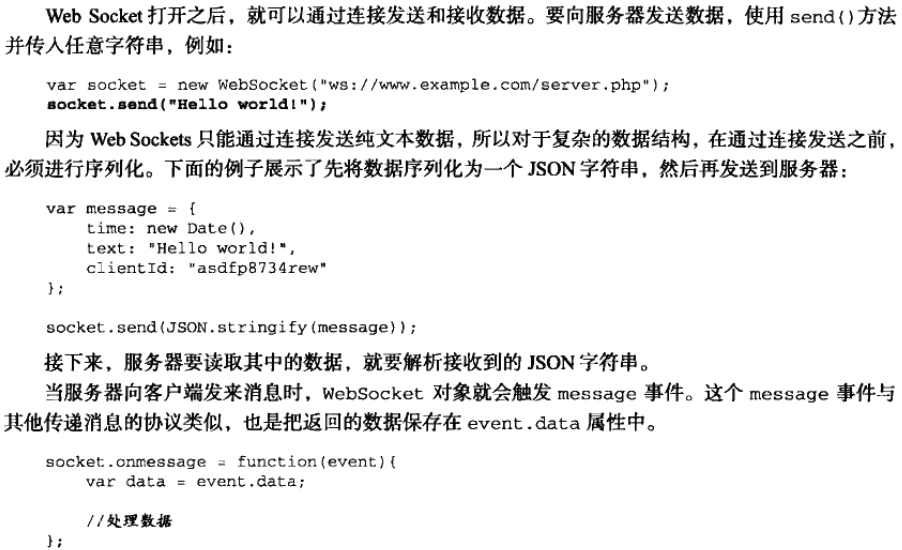 Web Socket 打开之后，就可以通过连接发送和接收数据。要向服务器发送数据，使用 send()方法
并传入任意字符串，例如：
var socket = new WebSocket("ws://www.example.com/server.php");
socket.send("Hello world!");
因为 Web Sockets 只能通过连接发送纯文本数据，所以对于复杂的数据结构，在通过连接发送之前，
必须进行序列化。下面的例子展示了先将数据序列化为一个 JSON 字符串，然后再发送到服务器：
var message = {
    time: new Date(),
    text: "Hello world!",
    clientId: "asdfp8734rew"
};
socket.send(JSON.stringify(message));
接下来，服务器要读取其中的数据，就要解析接收到的 JSON 字符串。
当服务器向客户端发来消息时，WebSocket 对象就会触发 message 事件。这个 message 事件与
其他传递消息的协议类似，也是把返回的数据保存在 event.data 属性中。
socket.onmessage = function(event){
    var data = event.data;
    //处理数据
};